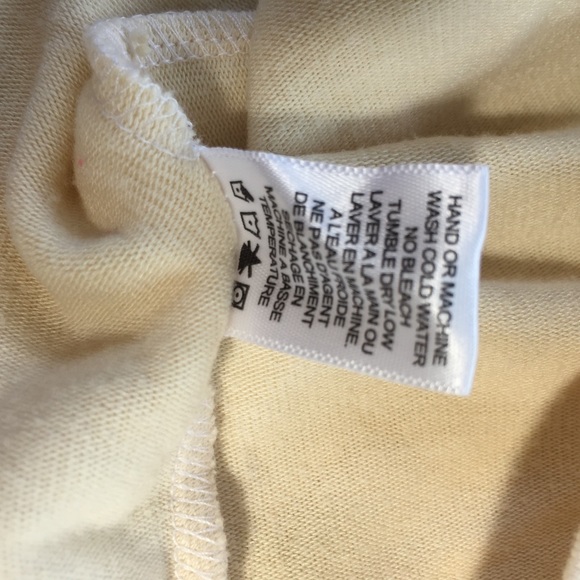 HAND OR MACHINE
WASH COLD WATER
NO BLEACH
TUMBLE DRY LOW
LAVER A LA MAIN OU
LAVER EN MACHINE,
A L'EAU FROIDE
NE PAS D'AGENT
DE BLANCHIMENT
SECHAGE EN
MACHINE A BASSE
TEMPERATURE